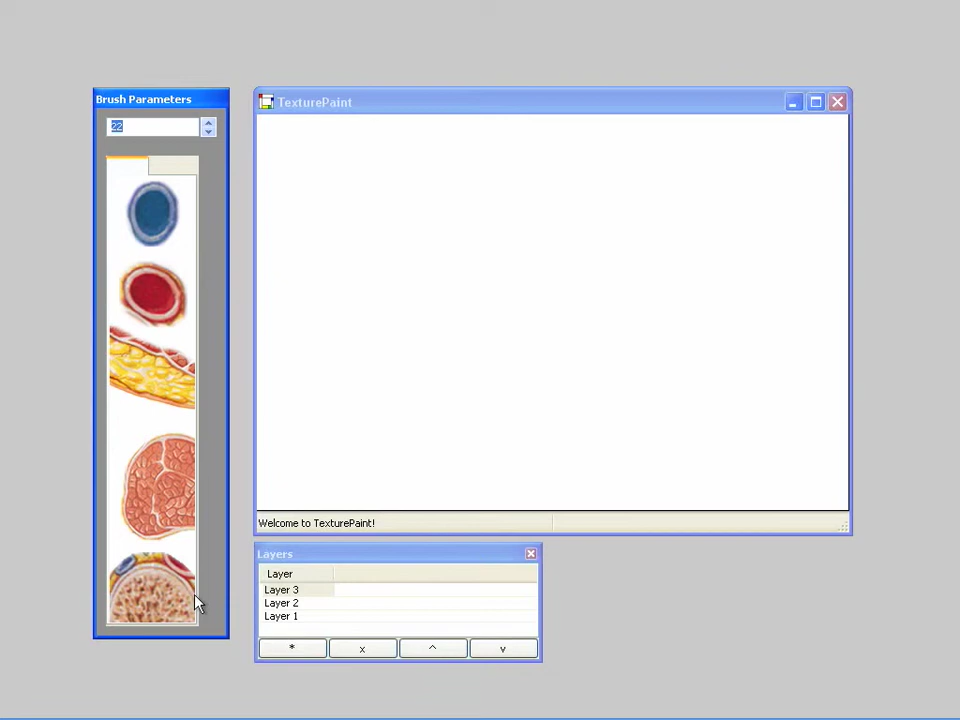 Brush Parameters
22
TexturePaint
Welcome to TexturePaint!
Layers
Layer
Layer 3
Layer 2
Layer 1
* x ^ v